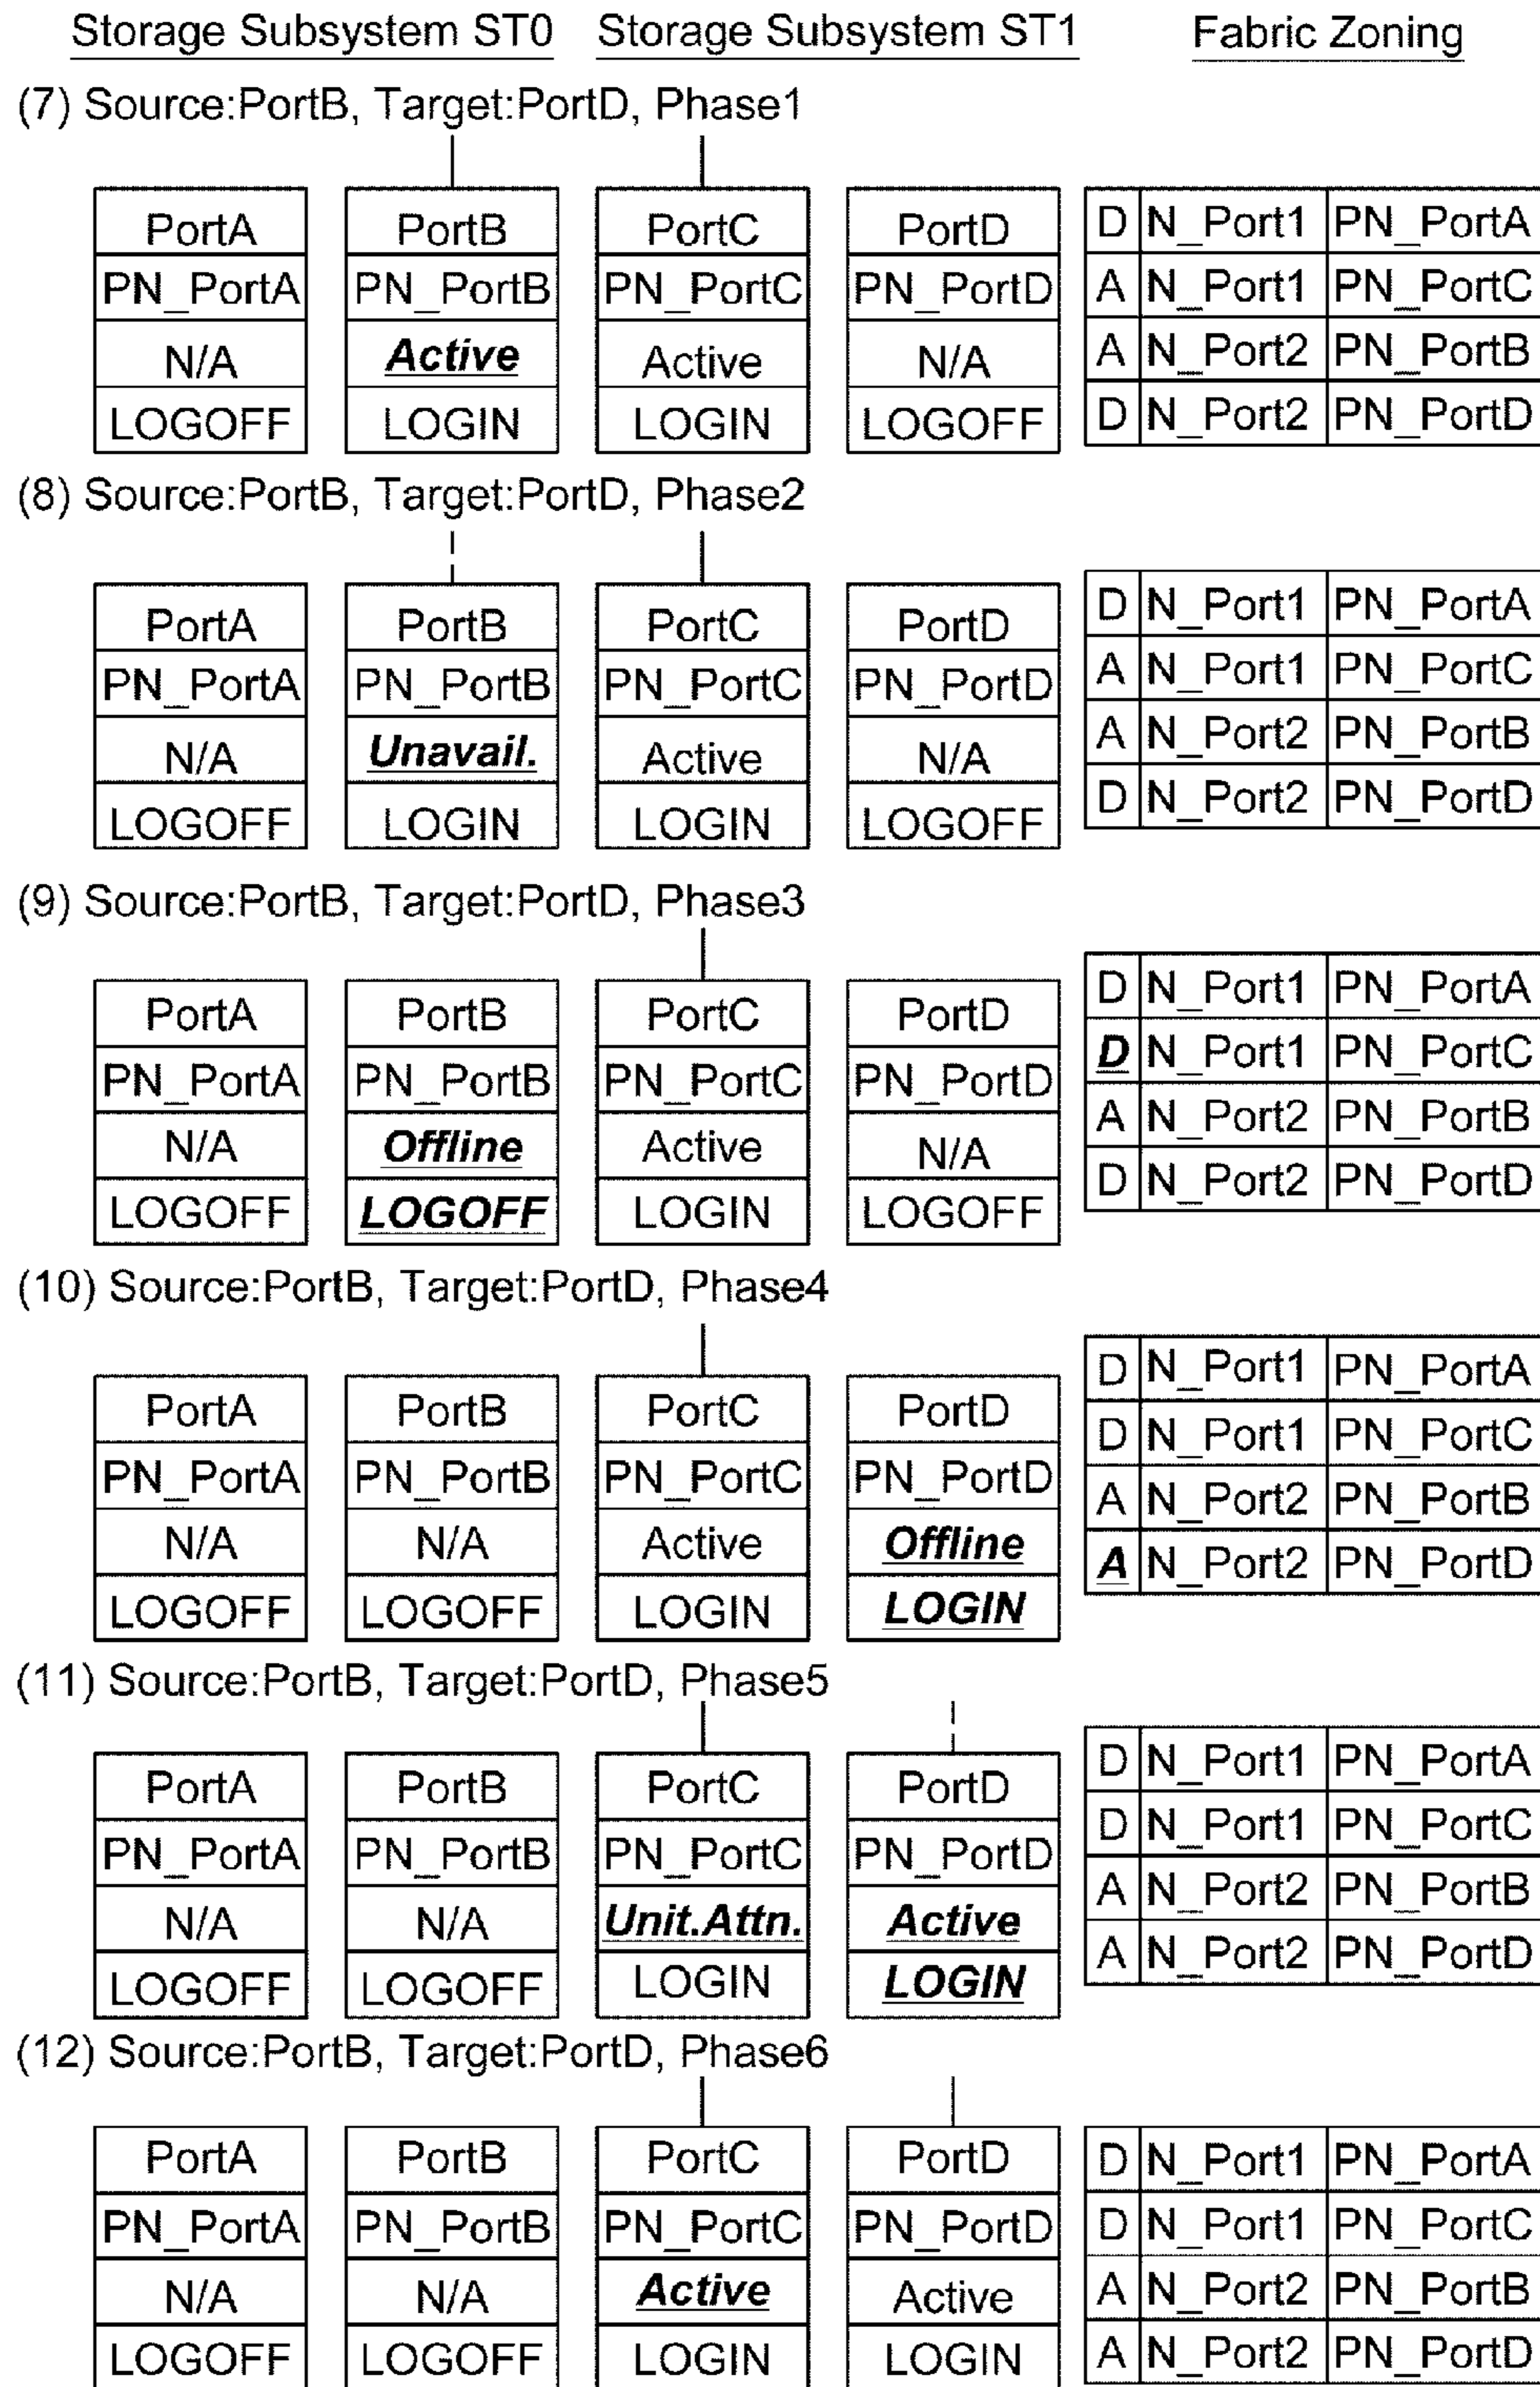 Storage Subsystem ST0 Storage Subsystem ST1 Fabric Zoning
(7) Source:PortB, Target:PortD, Phase1
PortA PortB PortC PortD D N_Port1 PN_PortA
PN_PortA PN_PortB PN_PortC PN_PortD A N_Port1 PN_PortC
N/A Active Active N/A A N_Port2 PN_PortB
LOGOFF LOGIN LOGIN LOGOFF D N_Port2 PN_PortD
(8) Source:PortB, Target:PortD, Phase2
PortA PortB PortC PortD D N_Port1 PN_PortA
PN_PortA PN_PortB PN_PortC PN_PortD A N_Port1 PN_PortC
N/A Unavail. Active N/A A N_Port2 PN_PortB
LOGOFF LOGIN LOGIN LOGOFF D N_Port2 PN_PortD
(9) Source:PortB, Target:PortD, Phase3
PortA PortB PortC PortD D N_Port1 PN_PortA
PN_PortA PN_PortB PN_PortC PN_PortD D N_Port1 PN_PortC
N/A Offline Active N/A A N_Port2 PN_PortB
LOGOFF LOGOFF LOGIN LOGOFF D N_Port2 PN_PortD
(10) Source:PortB, Target:PortD, Phase4
PortA PortB PortC PortD D N_Port1 PN_PortA
PN_PortA PN_PortB PN_PortC PN_PortD D N_Port1 PN_PortC
N/A N/A Active Offline A N_Port2 PN_PortB
LOGOFF LOGOFF LOGIN LOGIN A N_Port2 PN_PortD
(11) Source:PortB, Target:PortD, Phase5
PortA PortB PortC PortD D N_Port1 PN_PortA
PN_PortA PN_PortB PN_PortC PN_PortD D N_Port1 PN_PortC
N/A N/A Unit.Attn. Active A N_Port2 PN_PortB
LOGOFF LOGOFF LOGIN LOGIN A N_Port2 PN_PortD
(12) Source:PortB, Target:PortD, Phase6
PortA PortB PortC PortD D N_Port1 PN_PortA
PN_PortA PN_PortB PN_PortC PN_PortD D N_Port1 PN_PortC
N/A N/A Active Active A N_Port2 PN_PortB
LOGOFF LOGOFF LOGIN LOGIN A N_Port2 PN_PortD